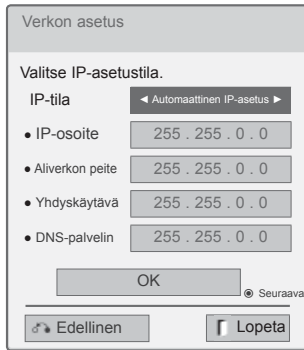 Verkon asetus
Valitse IP-asetustila.
IP-tila ◄ Automaattinen IP-asetus ►
● IP-osoite 255 . 255 . 0 . 0
● Aliverkon peite 255 . 255 . 0 . 0
● Yhdyskäytävä 255 . 255 . 0 . 0
● DNS-palvelin 255 . 255 . 0 . 0
OK
◉ Seuraava
Edellinen Lopeta